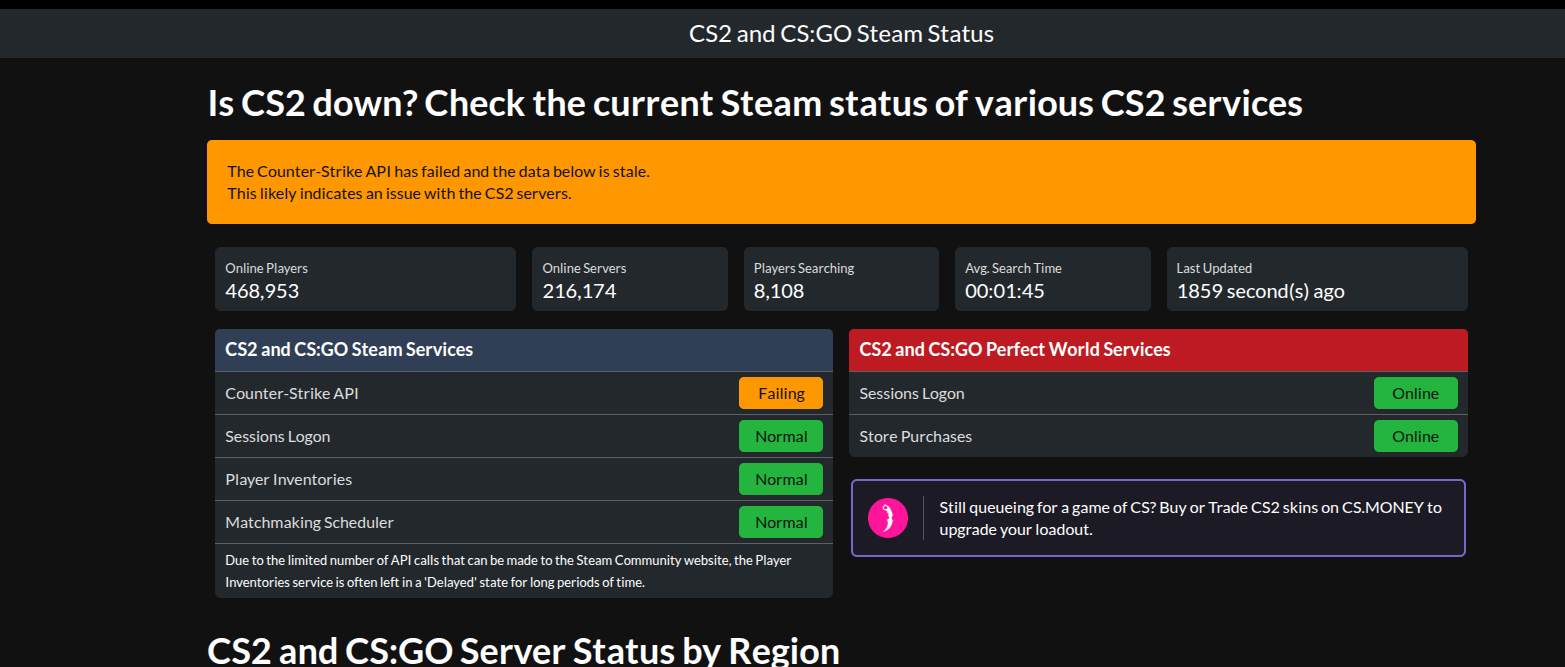 CS2 and CS:GO Steam Status
Is CS2 down? Check the current Steam status of various CS2 services
The Counter-Strike API has failed and the data below is stale.
This likely indicates an issue with the CS2 servers.
Online Players
468,953
Online Servers
216,174
Players Searching
8,108
Avg. Search Time
00:01:45
Last Updated
1859 second(s) ago
CS2 and CS:GO Steam Services
Counter-Strike API Failing
Sessions Logon Normal
Player Inventories Normal
Matchmaking Scheduler Normal
Due to the limited number of API calls that can be made to the Steam Community website, the Player
Inventories service is often left in a 'Delayed' state for long periods of time.
CS2 and CS:GO Perfect World Services
Sessions Logon Online
Store Purchases Online
Still queueing for a game of CS? Buy or Trade CS2 skins on CS.MONEY to
upgrade your loadout.
CS2 and CS:GO Server Status by Region